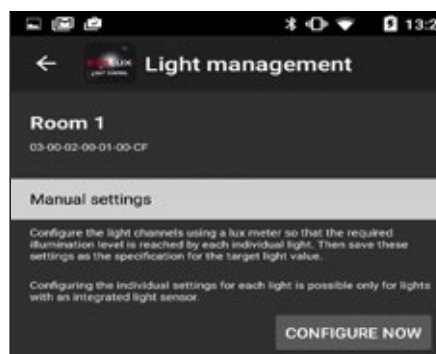 13:2
Light management
Room 1
03-00-02-00-01-00-CF
Manual settings
Configure the light channels using a lux meter so that the required
illumination level is reached by each individual light. Then save these
settings as the specification for the target light value.
Configuring the individual settings for each light is possible only for lights
with an integrated light sensor.
CONFIGURE NOW